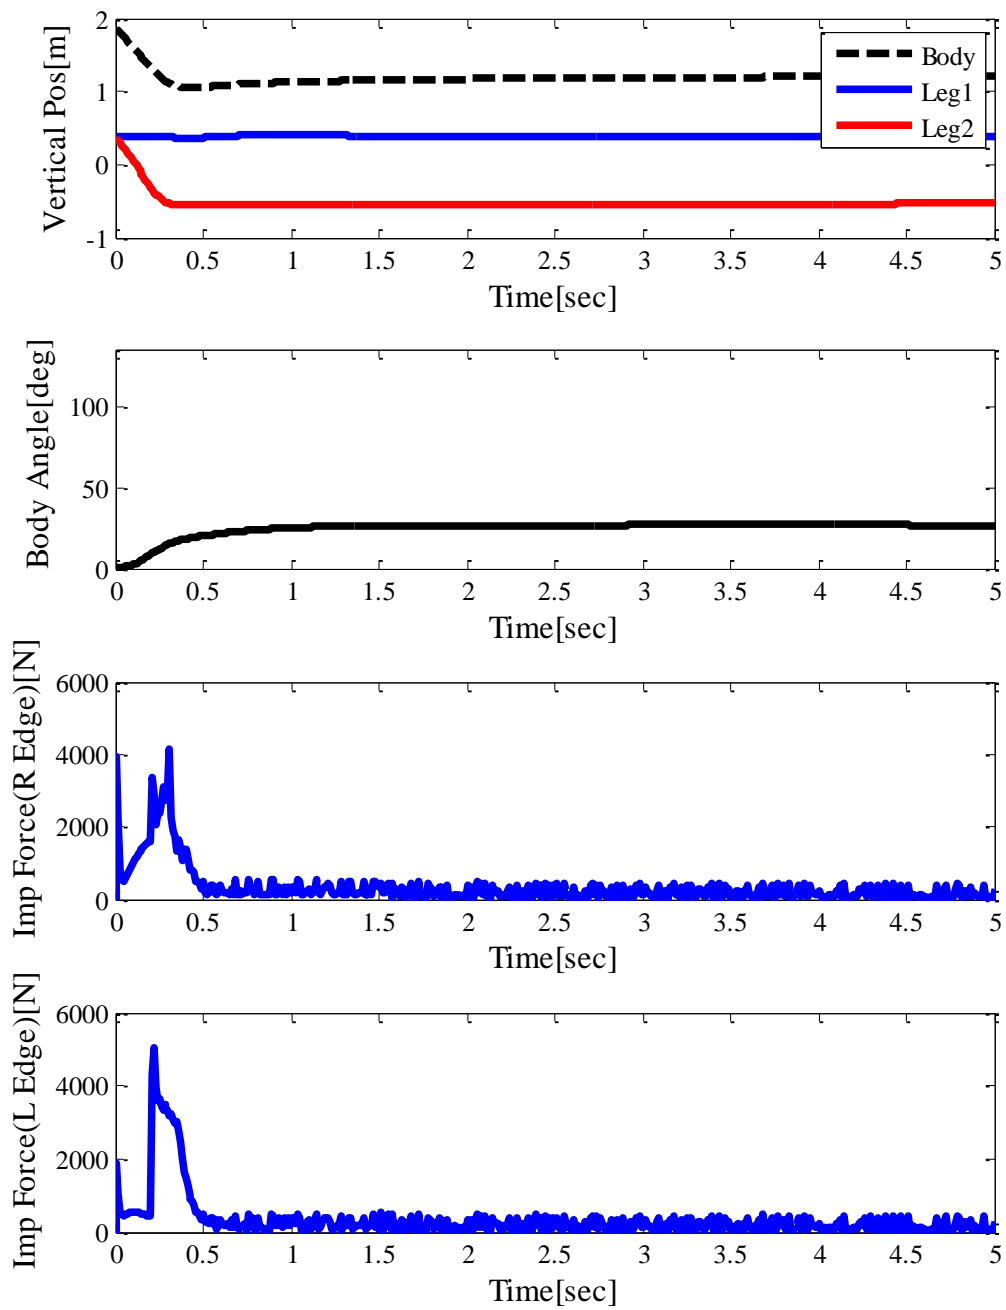 Vertical Pos[m]
2
1
0
-1
Body
Leg1
Leg2
0 0.5 1 1.5 2 2.5 3 3.5 4 4.5 5
Time[sec]
Body Angle[deg]
100
50
0
0 0.5 1 1.5 2 2.5 3 3.5 4 4.5 5
Time[sec]
Imp Force(R Edge)[N]
6000
4000
2000
0
0 0.5 1 1.5 2 2.5 3 3.5 4 4.5 5
Time[sec]
Imp Force(L Edge)[N]
6000
4000
2000
0
0 0.5 1 1.5 2 2.5 3 3.5 4 4.5 5
Time[sec]